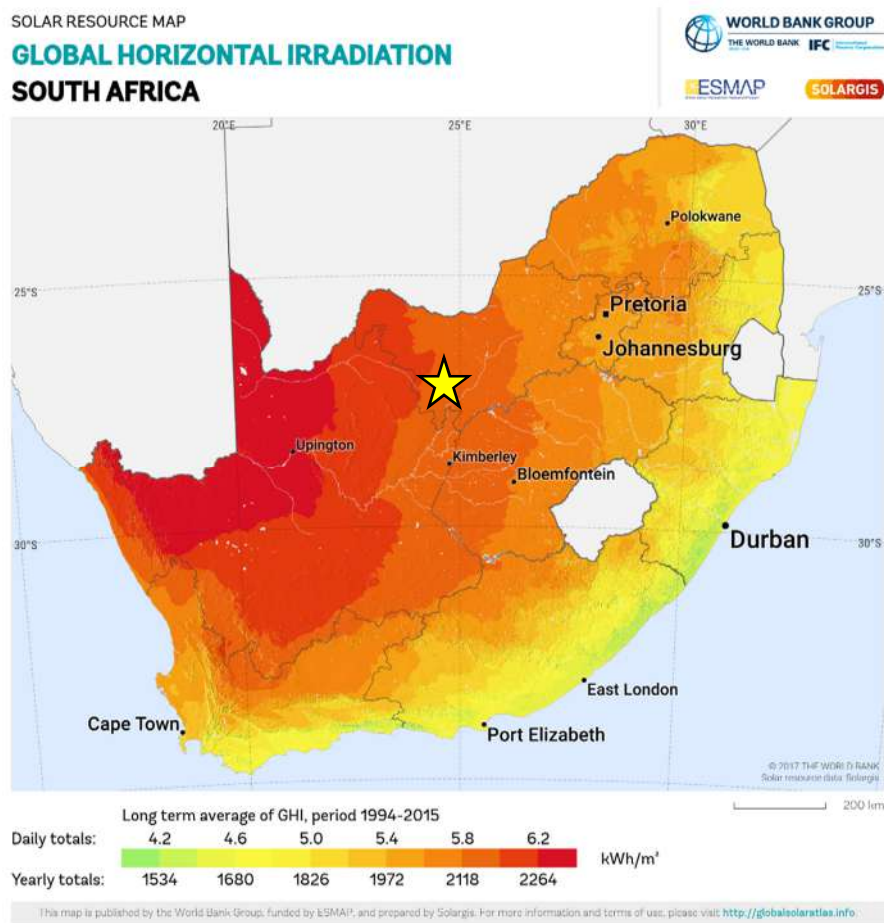 SOLAR RESOURCE MAP
GLOBAL HORIZONTAL IRRADIATION
SOUTH AFRICA
WORLD BANK GROUP
THE WORLD BANK IFC
ESMAP
SOLARGIS
20°E 25°E 30°E
Polokwane
25°S 25°S
Pretoria
Johannesburg
Upington
Kimberley
Bloemfontein
30°S Durban 30°S
East London
Cape Town
Port Elizabeth
© 2017 THE WORLD BANK
Solar resource data: Solargis
200 km
Long term average of GHI, period 1994-2015
Daily totals: 4.2 4.6 5.0 5.4 5.8 6.2
kWh/m²
Yearly totals: 1534 1680 1826 1972 2118 2264
This map is published by the World Bank Group, funded by ESMAP, and prepared by Solargis. For more information and terms of use, please visit http://globalsolaratlas.info.